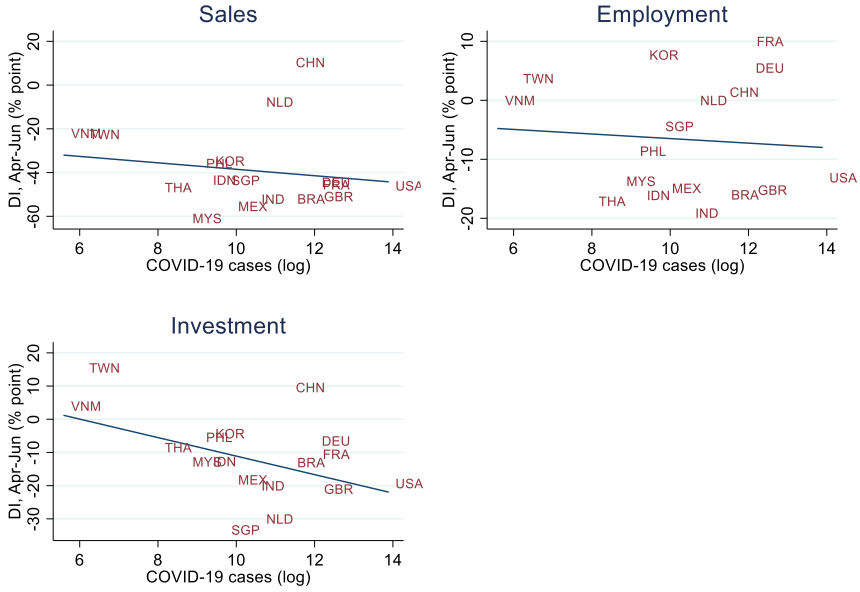 Sales
DI, Apr-Jun (% point)
20
0
-20
-40
-60
CHN
NLD
VNM
TWN
PHL
KOR
THA
IDN
SGP
DEU
FRA
USA
MYS
MEX
IND
BRA
GBR
6
8
10
12
14
COVID-19 cases (log)
Employment
DI, Apr-Jun (% point)
10
0
-10
-20
FRA
KOR
DEU
TWN
CHN
VNM
NLD
SGP
PHL
USA
MYS
MEX
GBR
IDN
BRA
THA
IND
6
8
10
12
14
COVID-19 cases (log)
Investment
DI, Apr-Jun (% point)
20
10
0
-10
-20
-30
TWN
CHN
VNM
PHL
KOR
DEU
THA
FRA
MYS
IDN
BRA
MEX
IND
GBR
USA
NLD
SGP
6
8
10
12
14
COVID-19 cases (log)